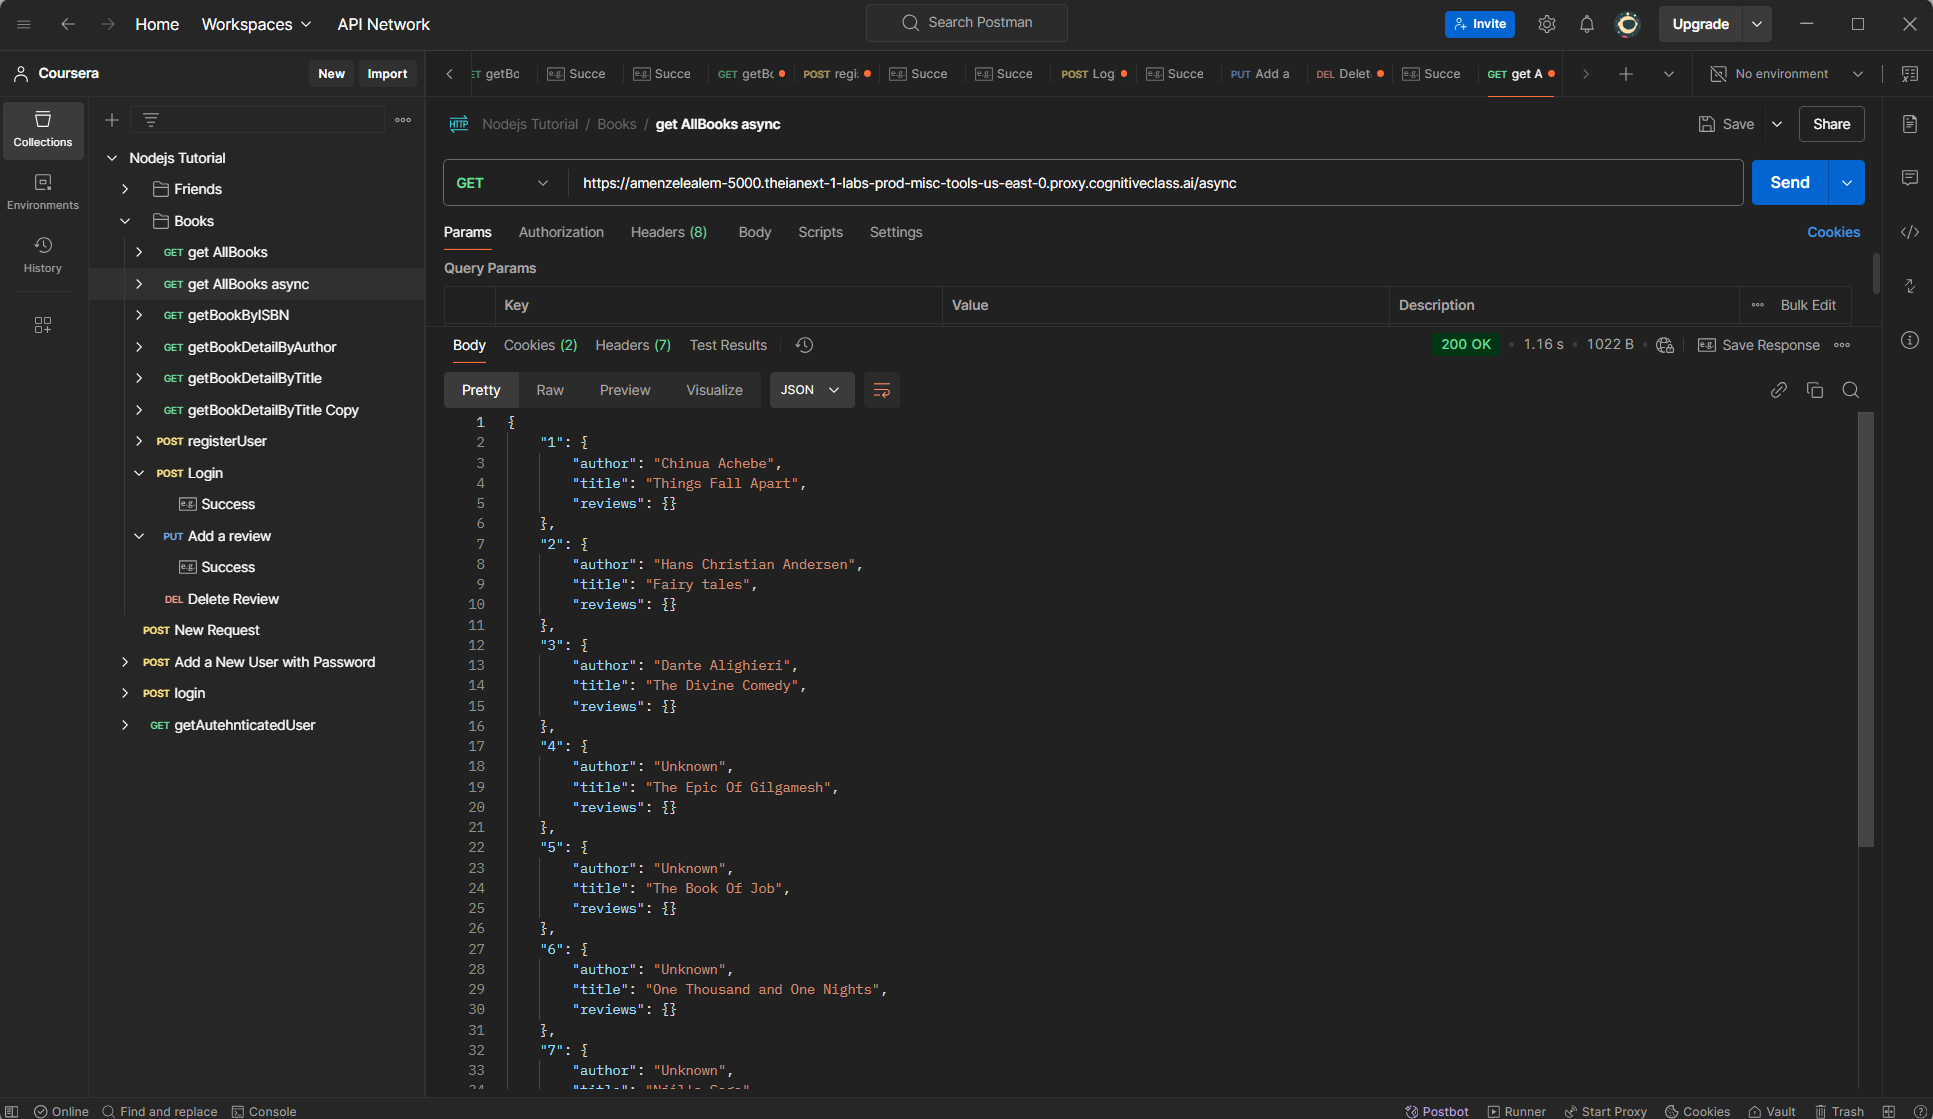 Home Workspaces API Network Search Postman Invite Upgrade
Coursera New Import
ET getBo e.g. Succe e.g. Succe GET getBo POST regi e.g. Succe e.g. Succe POST Log e.g. Succe PUT Add a DEL Delet e.g. Succe GET get A No environment
Collections
Environments
History
Nodejs Tutorial
Friends
Books
GET get AllBooks
GET get AllBooks async
GET getBookByISBN
GET getBookDetailByAuthor
GET getBookDetailByTitle
GET getBookDetailByTitle Copy
POST registerUser
POST Login
e.g. Success
PUT Add a review
e.g. Success
DEL Delete Review
POST New Request
POST Add a New User with Password
POST login
GET getAutehnticatedUser
HTTP Nodejs Tutorial / Books / get AllBooks async Save Share
GET https://amenzelealem-5000.theianext-1-labs-prod-misc-tools-us-east-0.proxy.cognitiveclass.ai/async Send
Params Authorization Headers (8) Body Scripts Settings Cookies
Query Params
Key Value Description Bulk Edit
Body Cookies (2) Headers (7) Test Results 200 OK 1.16 s 1022 B e.g. Save Response
Pretty Raw Preview Visualize JSON
1 {
2 "1": {
3 "author": "Chinua Achebe",
4 "title": "Things Fall Apart",
5 "reviews": {}
6 },
7 "2": {
8 "author": "Hans Christian Andersen",
9 "title": "Fairy tales",
10 "reviews": {}
11 },
12 "3": {
13 "author": "Dante Alighieri",
14 "title": "The Divine Comedy",
15 "reviews": {}
16 },
17 "4": {
18 "author": "Unknown",
19 "title": "The Epic Of Gilgamesh",
20 "reviews": {}
21 },
22 "5": {
23 "author": "Unknown",
24 "title": "The Book Of Job",
25 "reviews": {}
26 },
27 "6": {
28 "author": "Unknown",
29 "title": "One Thousand and One Nights",
30 "reviews": {}
31 },
32 "7": {
33 "author": "Unknown",
34 "title":
Online Find and replace Console Postbot Runner Start Proxy Cookies Vault Trash